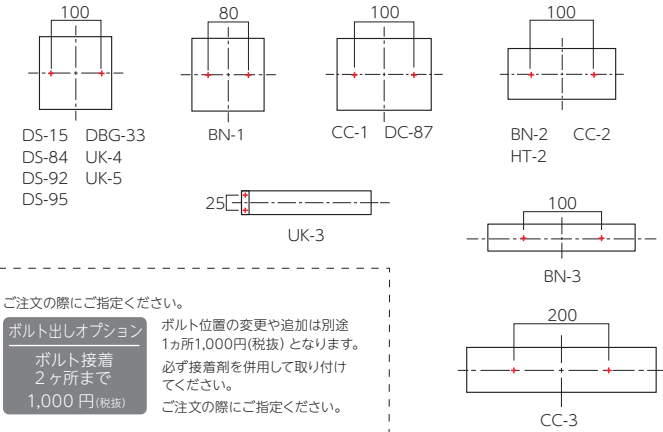 100
80
100
100
DS-15 DBG-33
DS-84 UK-4
DS-92 UK-5
DS-95
BN-1
CC-1 DC-87
BN-2 CC-2
HT-2
25
UK-3
100
BN-3
200
CC-3
ご注文の際にご指定ください。
ボルト出しオプション
ボルト接着
2ヶ所まで
1,000 円(税抜)
ボルト位置の変更や追加は別途
1ヵ所1,000円(税抜) となります。
必ず接着剤を併用して取り付け
てください。
ご注文の際にご指定ください。